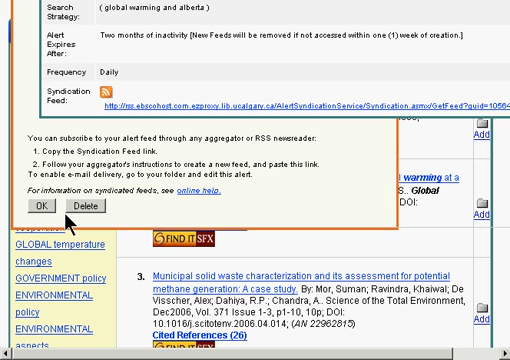 Search
Strategy:
( global warming and alberta )
Alert
Expires
After:
Two months of inactivity [New Feeds will be removed if not accessed within one (1) week of creation.]
Frequency
Daily
Syndication
Feed:
http://rss.ebscohost.com.ezproxy.lib.ucalgary.ca/AlertSyndicationService/Syndication.asmx/GetFeed?guid=10564
You can subscribe to your alert feed through any aggregator or RSS newsreader:
1. Copy the Syndication Feed link.
2. Follow your aggregator's instructions to create a new feed, and paste this link.
To enable e-mail delivery, go to your folder and edit this alert.
For information on syndicated feeds, see online help.
OK
Delete
Add
warming at a
S.. Global
DOI:
Add
FIND IT SFX
GLOBAL temperature
changes
GOVERNMENT policy
ENVIRONMENTAL
policy
ENVIRONMENTAL
aspects
3. Municipal solid waste characterization and its assessment for potential
methane generation: A case study. By: Mor, Suman; Ravindra, Khaiwal; De
Visscher, Alex; Dahiya, R.P.; Chandra, A.. Science of the Total Environment,
Dec2006, Vol. 371 Issue 1-3, p1-10, 10p; DOI:
10.1016/j.scitotenv.2006.04.014; (AN 22962815)
Cited References (26)
Add